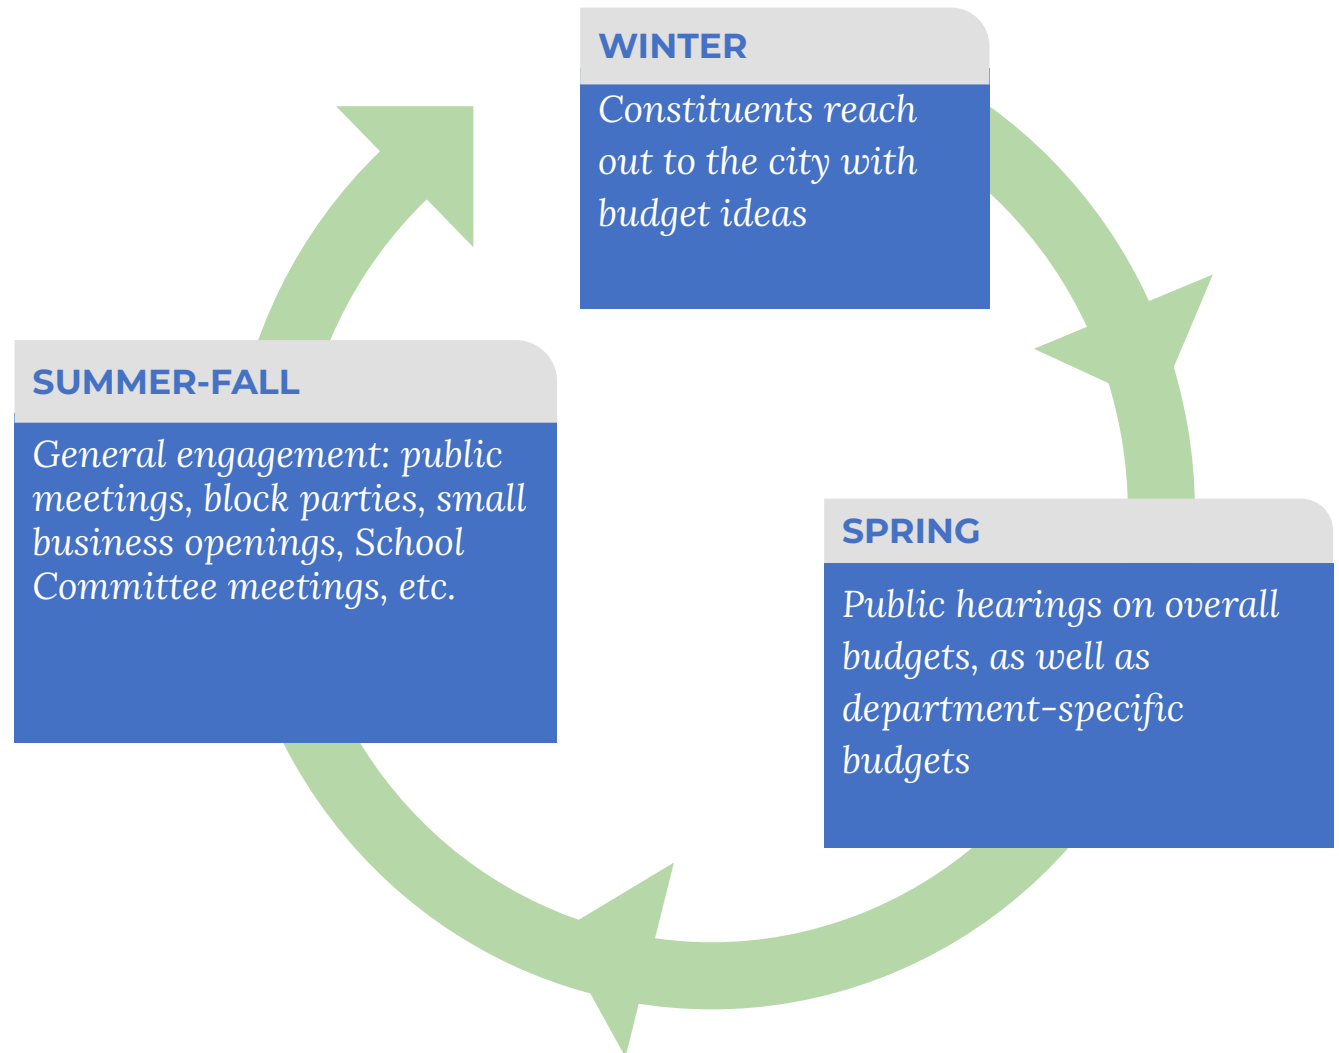 WINTER
Constituents reach
out to the city with
budget ideas
SUMMER-FALL
General engagement: public
meetings, block parties, small
business openings, School
Committee meetings, etc.
SPRING
Public hearings on overall
budgets, as well as
department-specific
budgets